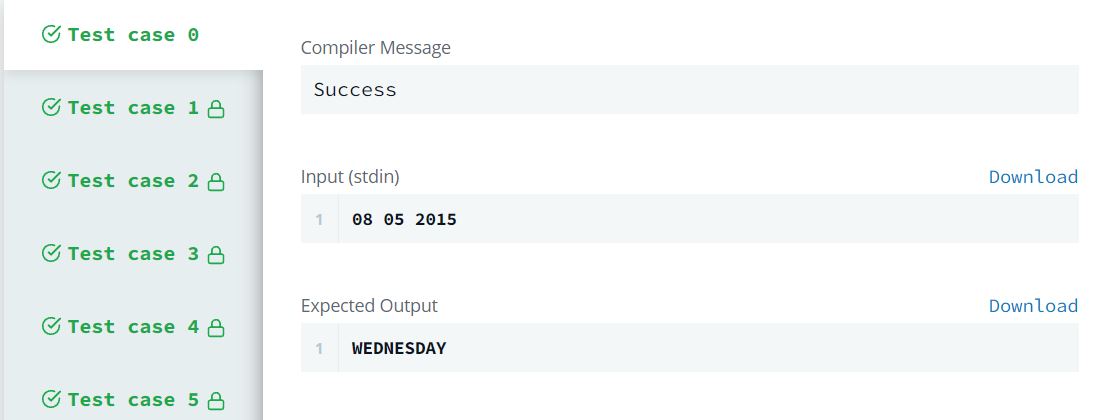 Test case 0
Test case 1
Test case 2
Test case 3
Test case 4
Test case 5
Compiler Message
Success
Input (stdin)
Download
1 08 05 2015
Expected Output
Download
1 WEDNESDAY